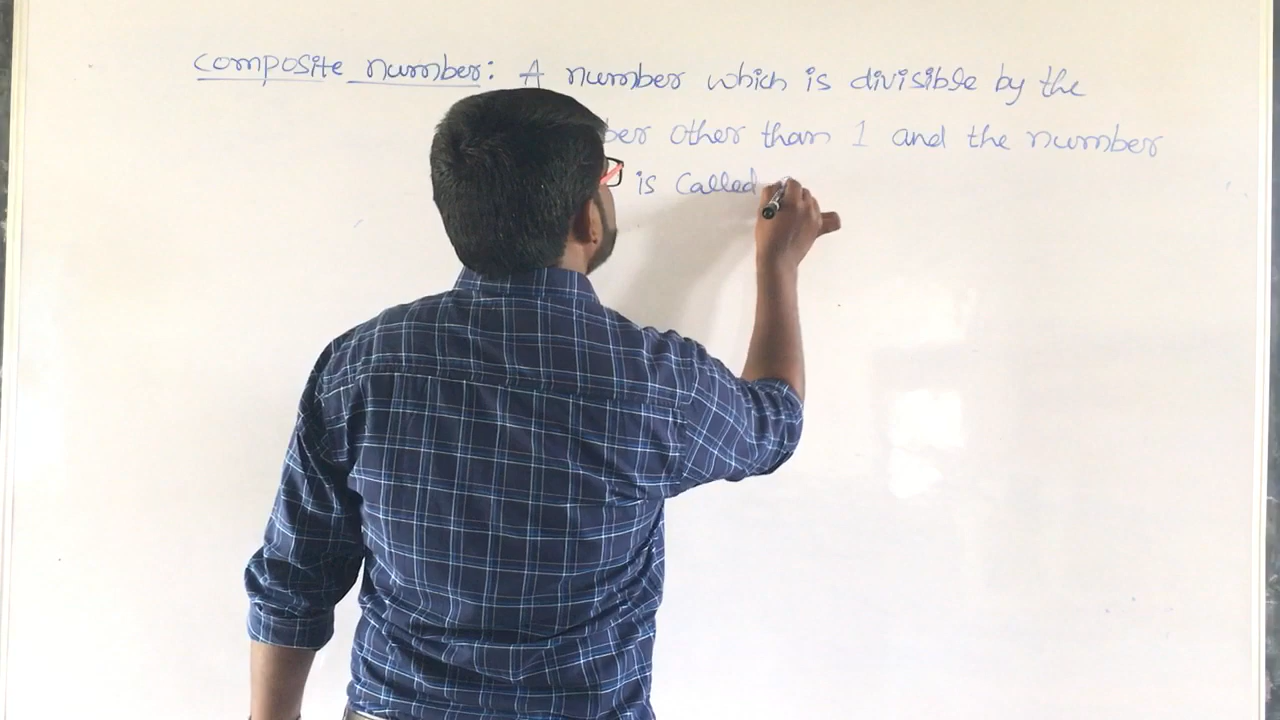 composite number: A number which is divisible by the
ber other than 1 and the number
is called